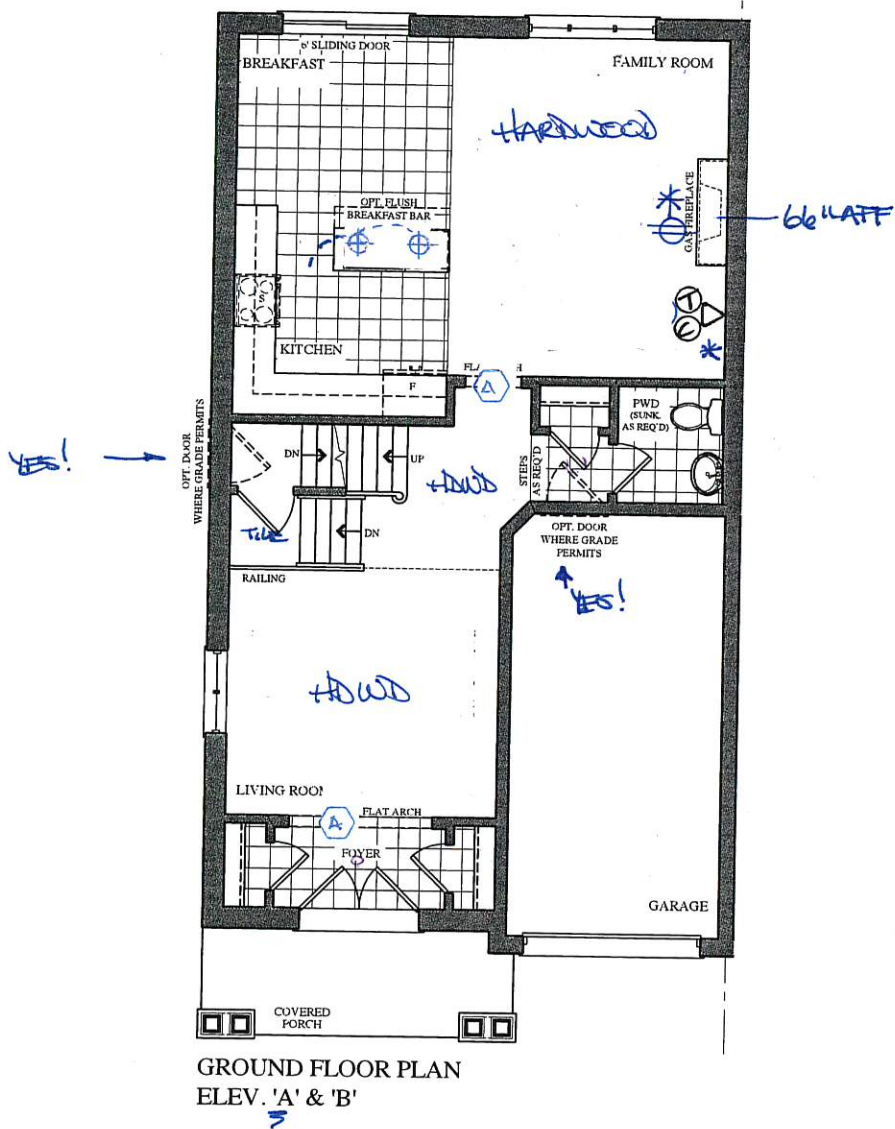 6' SLIDING DOOR
BREAKFAST
FAMILY ROOM
HARDWOOD
OPT. FLUSH
BREAKFAST BAR
GAS FIREPLACE
66" AFF
S
T
KITCHEN
F
A
PWD
(SUNK.
AS REQ'D)
YES!
OPT. DOOR
WHERE GRADE PERMITS
DN
UP
HDWD
STEPS
AS REQ'D
TILE
DN
OPT. DOOR
WHERE GRADE
PERMITS
YES!
RAILING
HDWD
LIVING ROOM
A
FLAT ARCH
FOYER
GARAGE
COVERED
PORCH
GROUND FLOOR PLAN
ELEV. 'A' & 'B'